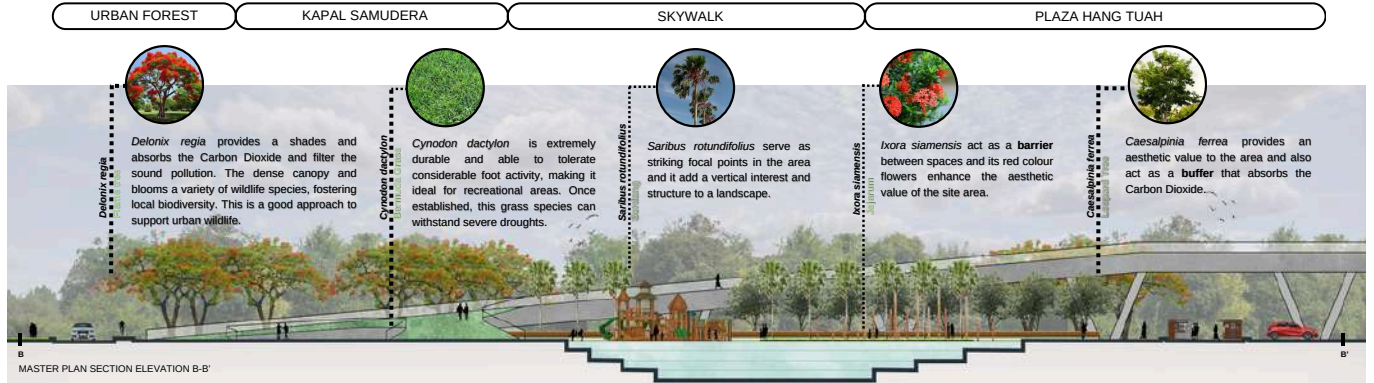 URBAN FOREST
KAPAL SAMUDERA
SKYWALK
PLAZA HANG TUAH
Delonix regia
Delonix regia provides a shades and
absorbs the Carbon Dioxide and filter the
sound pollution. The dense canopy and
blooms a variety of wildlife species, fostering
local biodiversity. This is a good approach to
support urban wildlife.
Cynodon dactylon
Cynodon dactylon is extremely
durable and able to tolerate
considerable foot activity, making it
ideal for recreational areas. Once
established, this grass species can
withstand severe droughts.
Saribus rotundifolius
Saribus rotundifolius serve as
striking focal points in the area
and it add a vertical interest and
structure to a landscape.
Ixora siamensis
Jejarum
Ixora siamensis act as a barrier
between spaces and its red colour
flowers enhance the aesthetic
value of the site area.
Caesalpinia ferrea
Caesalpinia ferrea provides an
aesthetic value to the area and also
act as a buffer that absorbs the
Carbon Dioxide.
B
B'
MASTER PLAN SECTION ELEVATION B-B'